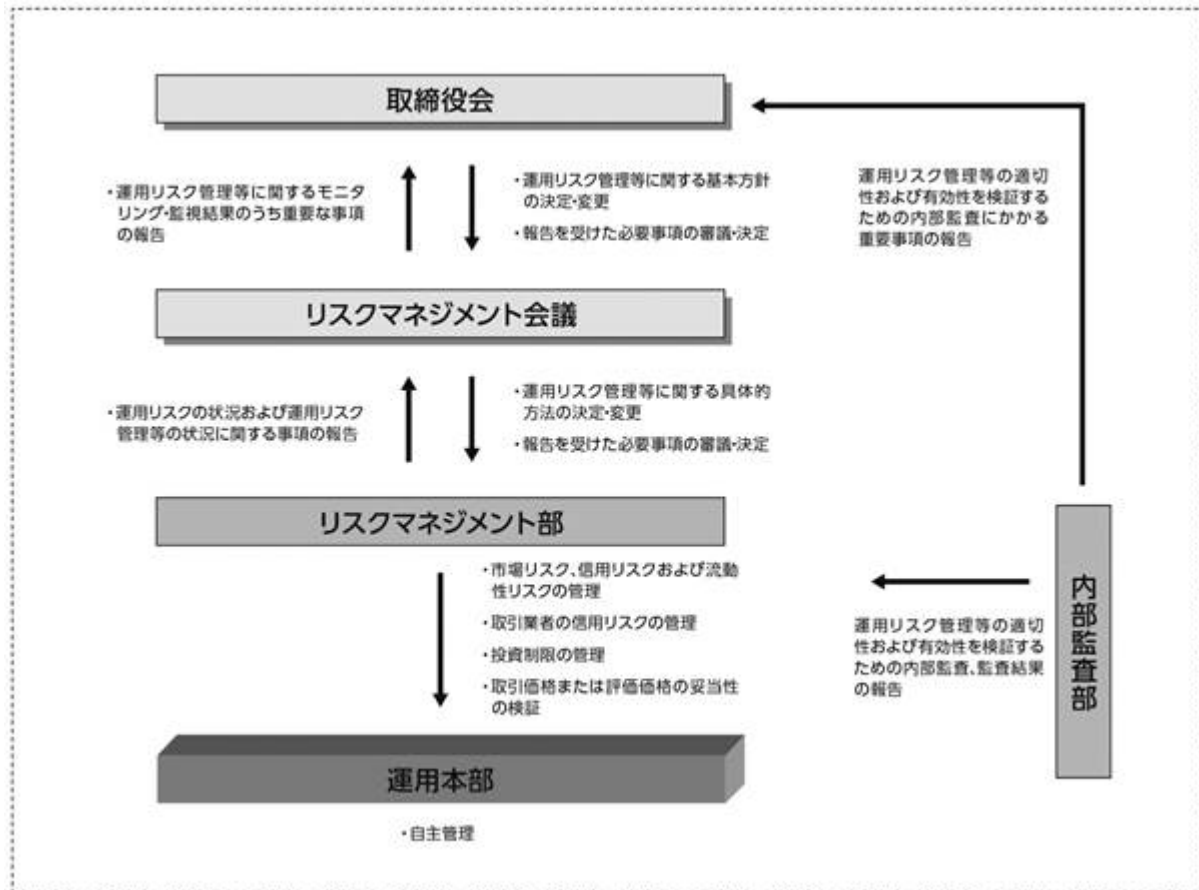 取締役会
・運用リスク管理等に関するモニタ
リング・監視結果のうち重要な事項
の報告
・運用リスク管理等に関する基本方針
の決定・変更
・報告を受けた必要事項の審議・決定
運用リスク管理等の適切
性および有効性を検証する
ための内部監査にかかる
重要事項の報告
リスクマネジメント会議
・運用リスクの状況および運用リスク
管理等の状況に関する事項の報告
・運用リスク管理等に関する具体的
方法の決定・変更
・報告を受けた必要事項の審議・決定
リスクマネジメント部
・市場リスク、信用リスクおよび流動
性リスクの管理
・取引業者の信用リスクの管理
・投資制限の管理
・取引価格または評価価格の妥当性
の検証
運用リスク管理等の適切
性および有効性を検証する
ための内部監査、監査結果
の報告
内部監査部
運用本部
・自主管理